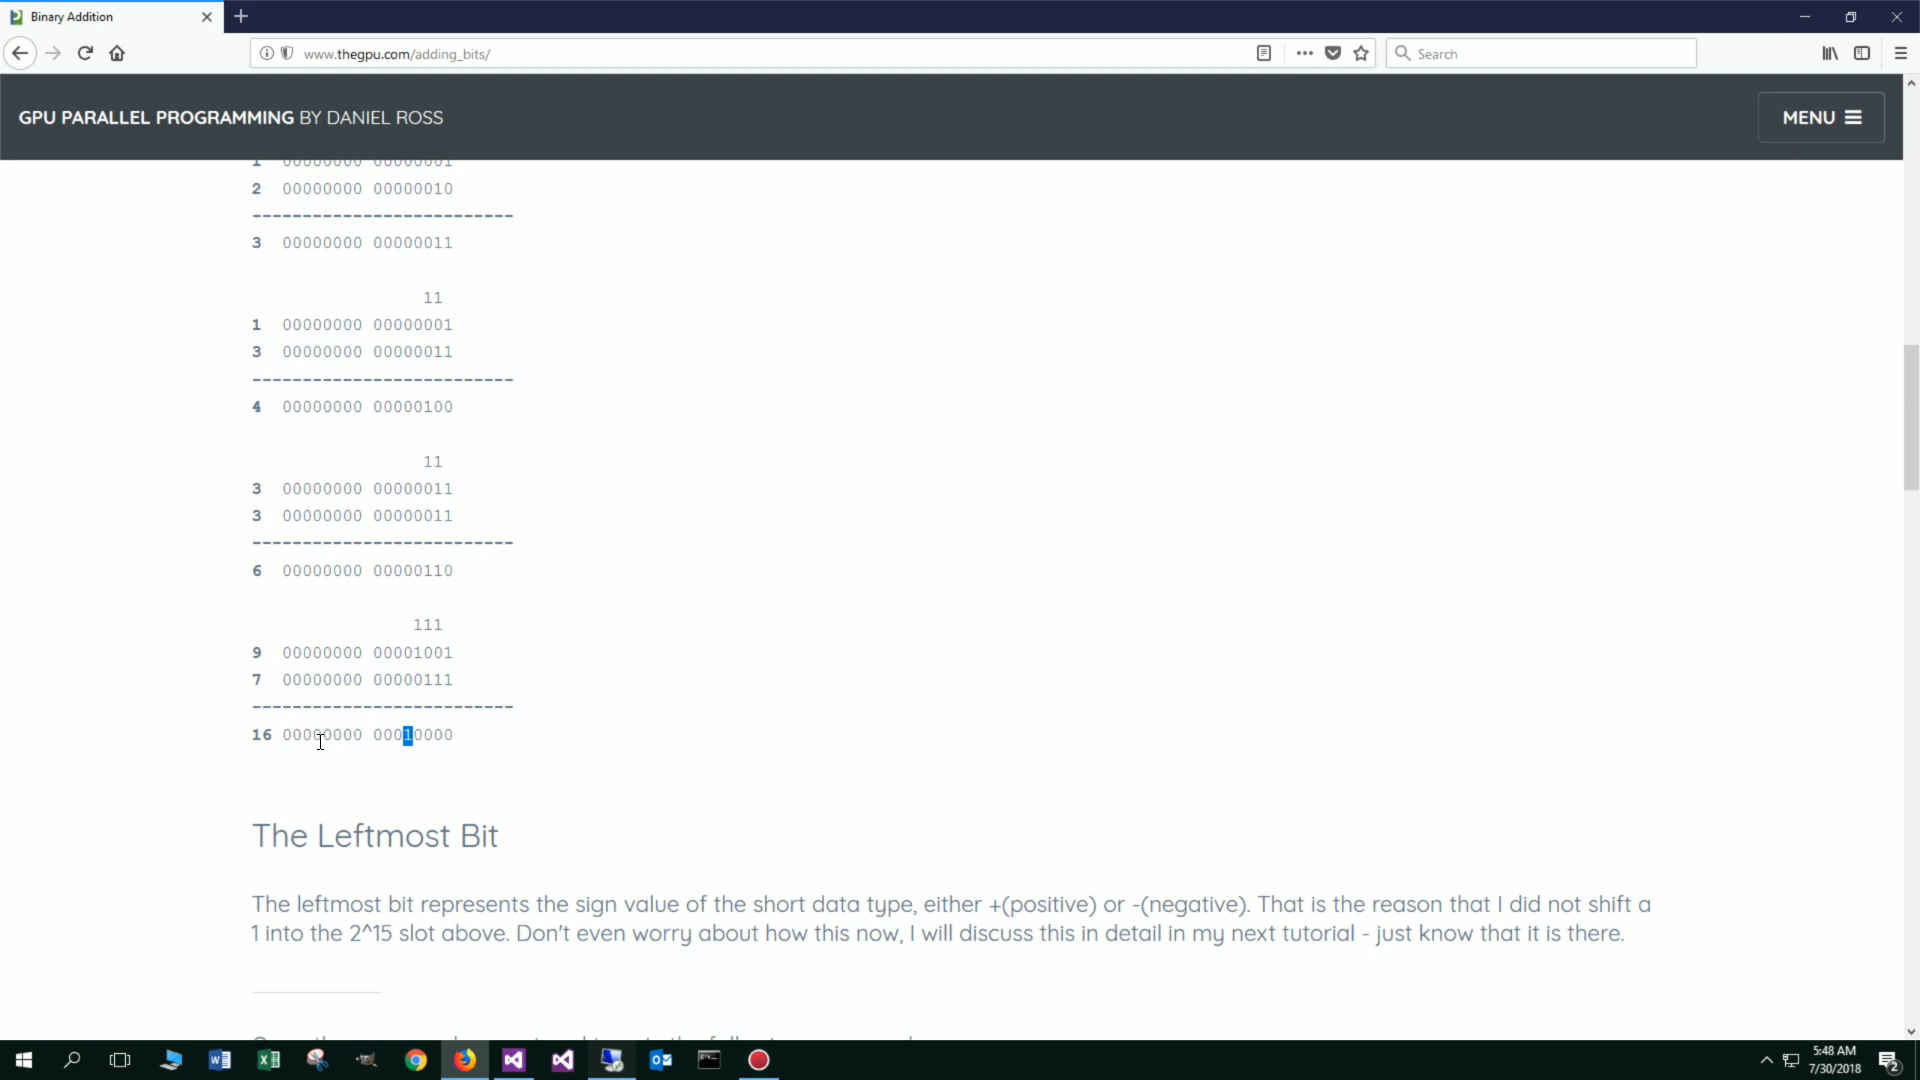 Binary Addition
www.thegpu.com/adding_bits/
Search
GPU PARALLEL PROGRAMMING BY DANIEL ROSS
MENU
1 00000000 00000001
2 00000000 00000010
--------------------------
3 00000000 00000011
11
1 00000000 00000001
3 00000000 00000011
--------------------------
4 00000000 00000100
11
3 00000000 00000011
3 00000000 00000011
--------------------------
6 00000000 00000110
111
9 00000000 00001001
7 00000000 00000111
--------------------------
16 00000000 00010000
The Leftmost Bit
The leftmost bit represents the sign value of the short data type, either +(positive) or -(negative). That is the reason that I did not shift a
1 into the 2^15 slot above. Don't even worry about how this now, I will discuss this in detail in my next tutorial - just know that it is there.
5:48 AM
7/30/2018
2